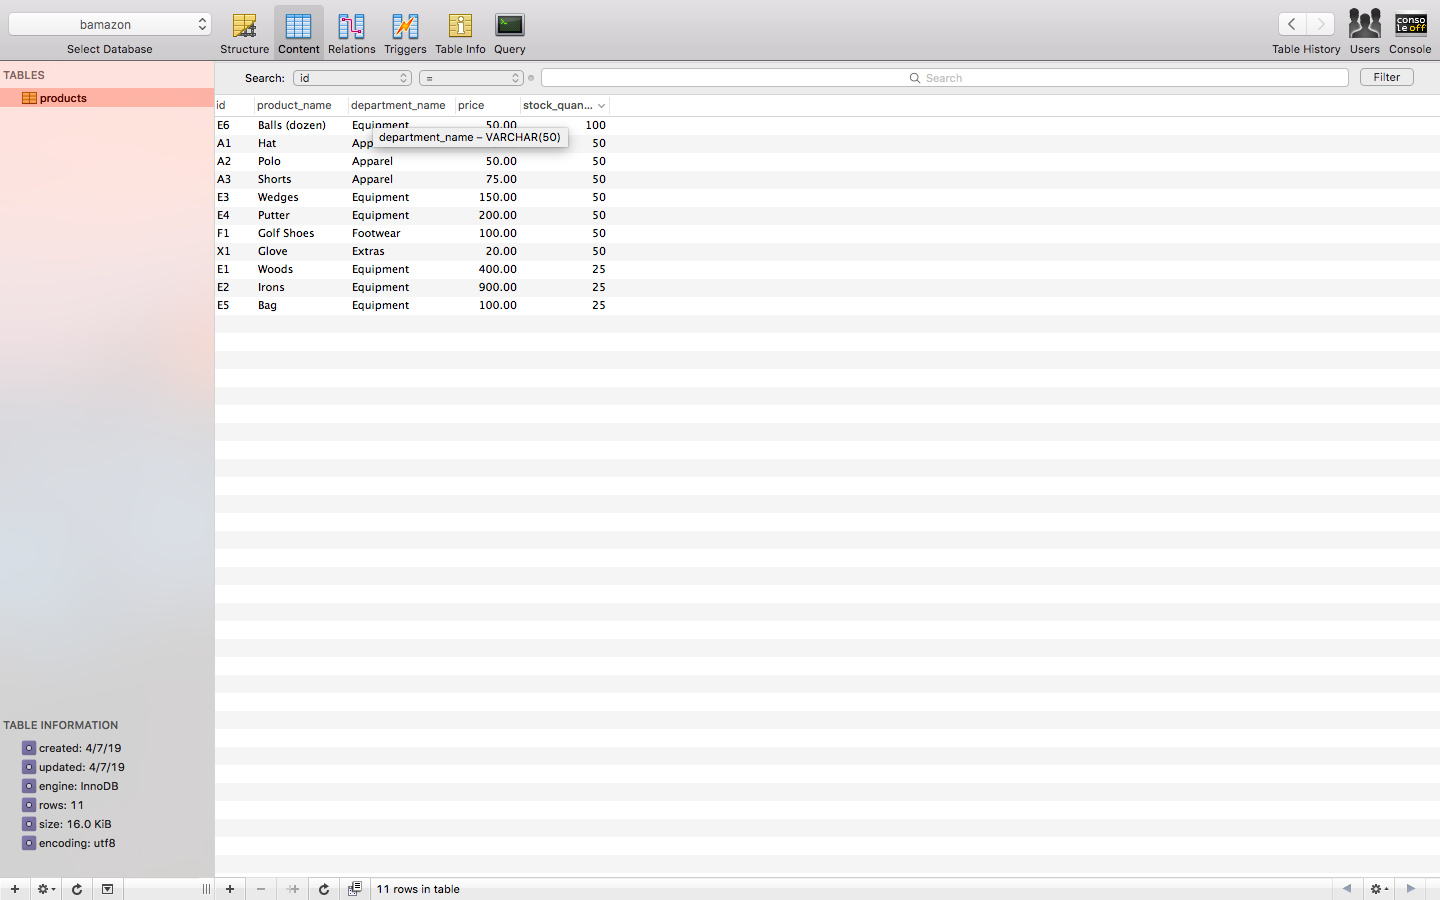 bamazon
Select Database
Structure
Content
Relations
Triggers
Table Info
Query
Table History
Users
conso
le off
Console
TABLES
products
Search: id = Search Filter
id product_name department_name price stock_quan...
E6 Balls (dozen) Equipment 50.00 100
department_name – VARCHAR(50)
A1 Hat App 50
A2 Polo Apparel 50.00 50
A3 Shorts Apparel 75.00 50
E3 Wedges Equipment 150.00 50
E4 Putter Equipment 200.00 50
F1 Golf Shoes Footwear 100.00 50
X1 Glove Extras 20.00 50
E1 Woods Equipment 400.00 25
E2 Irons Equipment 900.00 25
E5 Bag Equipment 100.00 25
TABLE INFORMATION
created: 4/7/19
updated: 4/7/19
engine: InnoDB
rows: 11
size: 16.0 KiB
encoding: utf8
11 rows in table